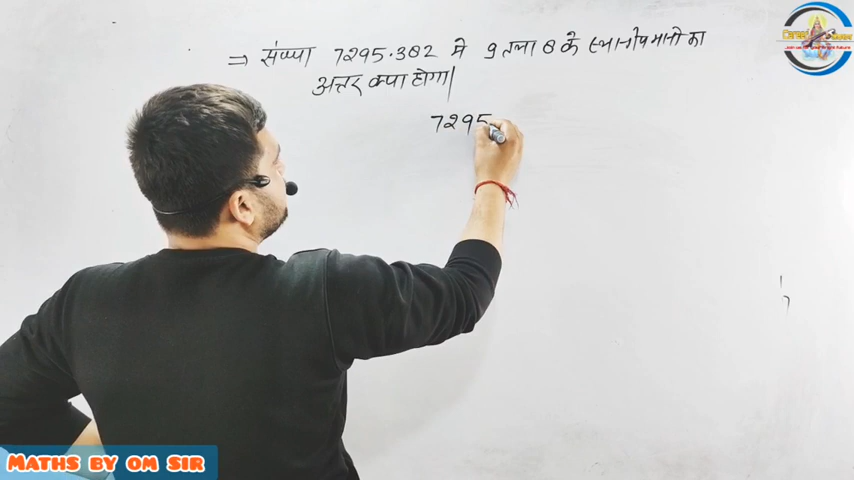 ⇒ संख्या 7295.382 मे 9 तथा 8 के स्थानीय मानो का
अन्तर क्या होगा|
7295
MATHS BY OM SIR